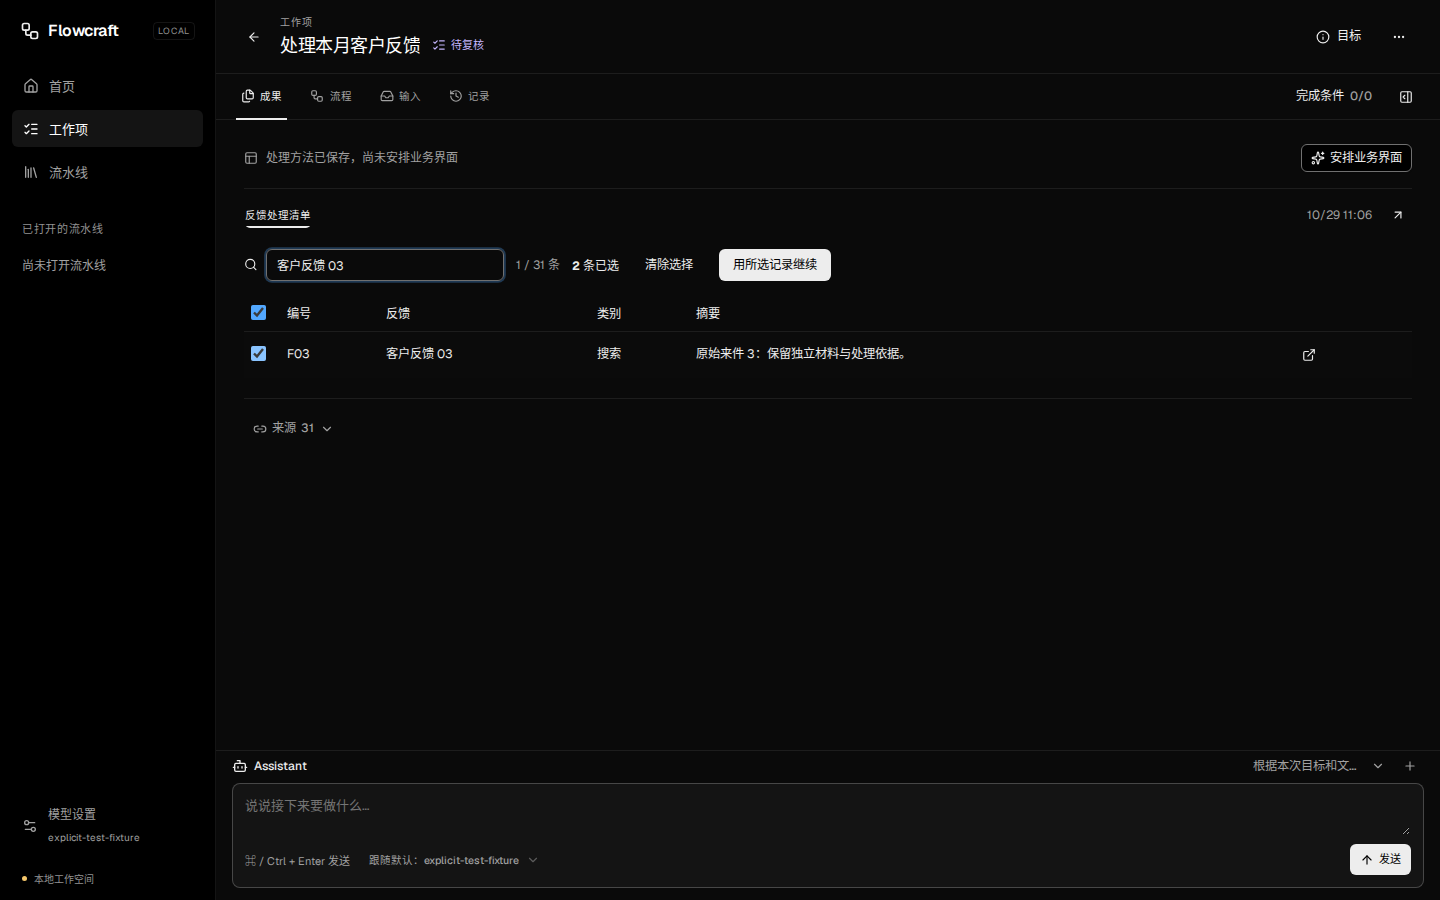 Flowcraft
LOCAL
首页
工作项
流水线
已打开的流水线
尚未打开流水线
模型设置
explicit-test-fixture
本地工作空间
工作项
处理本月客户反馈
待复核
目标
成果
流程
输入
记录
完成条件 0/0
处理方法已保存，尚未安排业务界面
安排业务界面
反馈处理清单
10/29 11:06
客户反馈 03
1 / 31 条
2 条已选
清除选择
用所选记录继续
编号 反馈 类别 摘要
F03 客户反馈 03 搜索 原始来件 3：保留独立材料与处理依据。
来源 31
Assistant
根据本次目标和文...
说说接下来要做什么...
⌘ / Ctrl + Enter 发送
跟随默认：explicit-test-fixture
发送